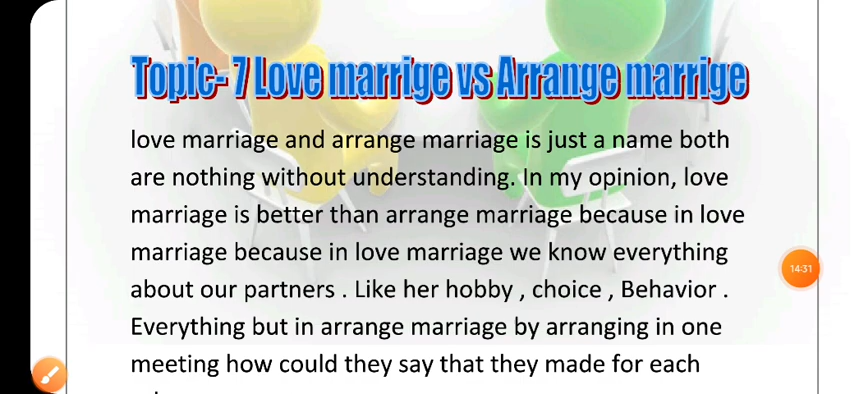 Topic- 7 Love marrige vs Arrange marrige
love marriage and arrange marriage is just a name both
are nothing without understanding. In my opinion, love
marriage is better than arrange marriage because in love
marriage because in love marriage we know everything
about our partners . Like her hobby , choice , Behavior .
Everything but in arrange marriage by arranging in one
meeting how could they say that they made for each
14:31